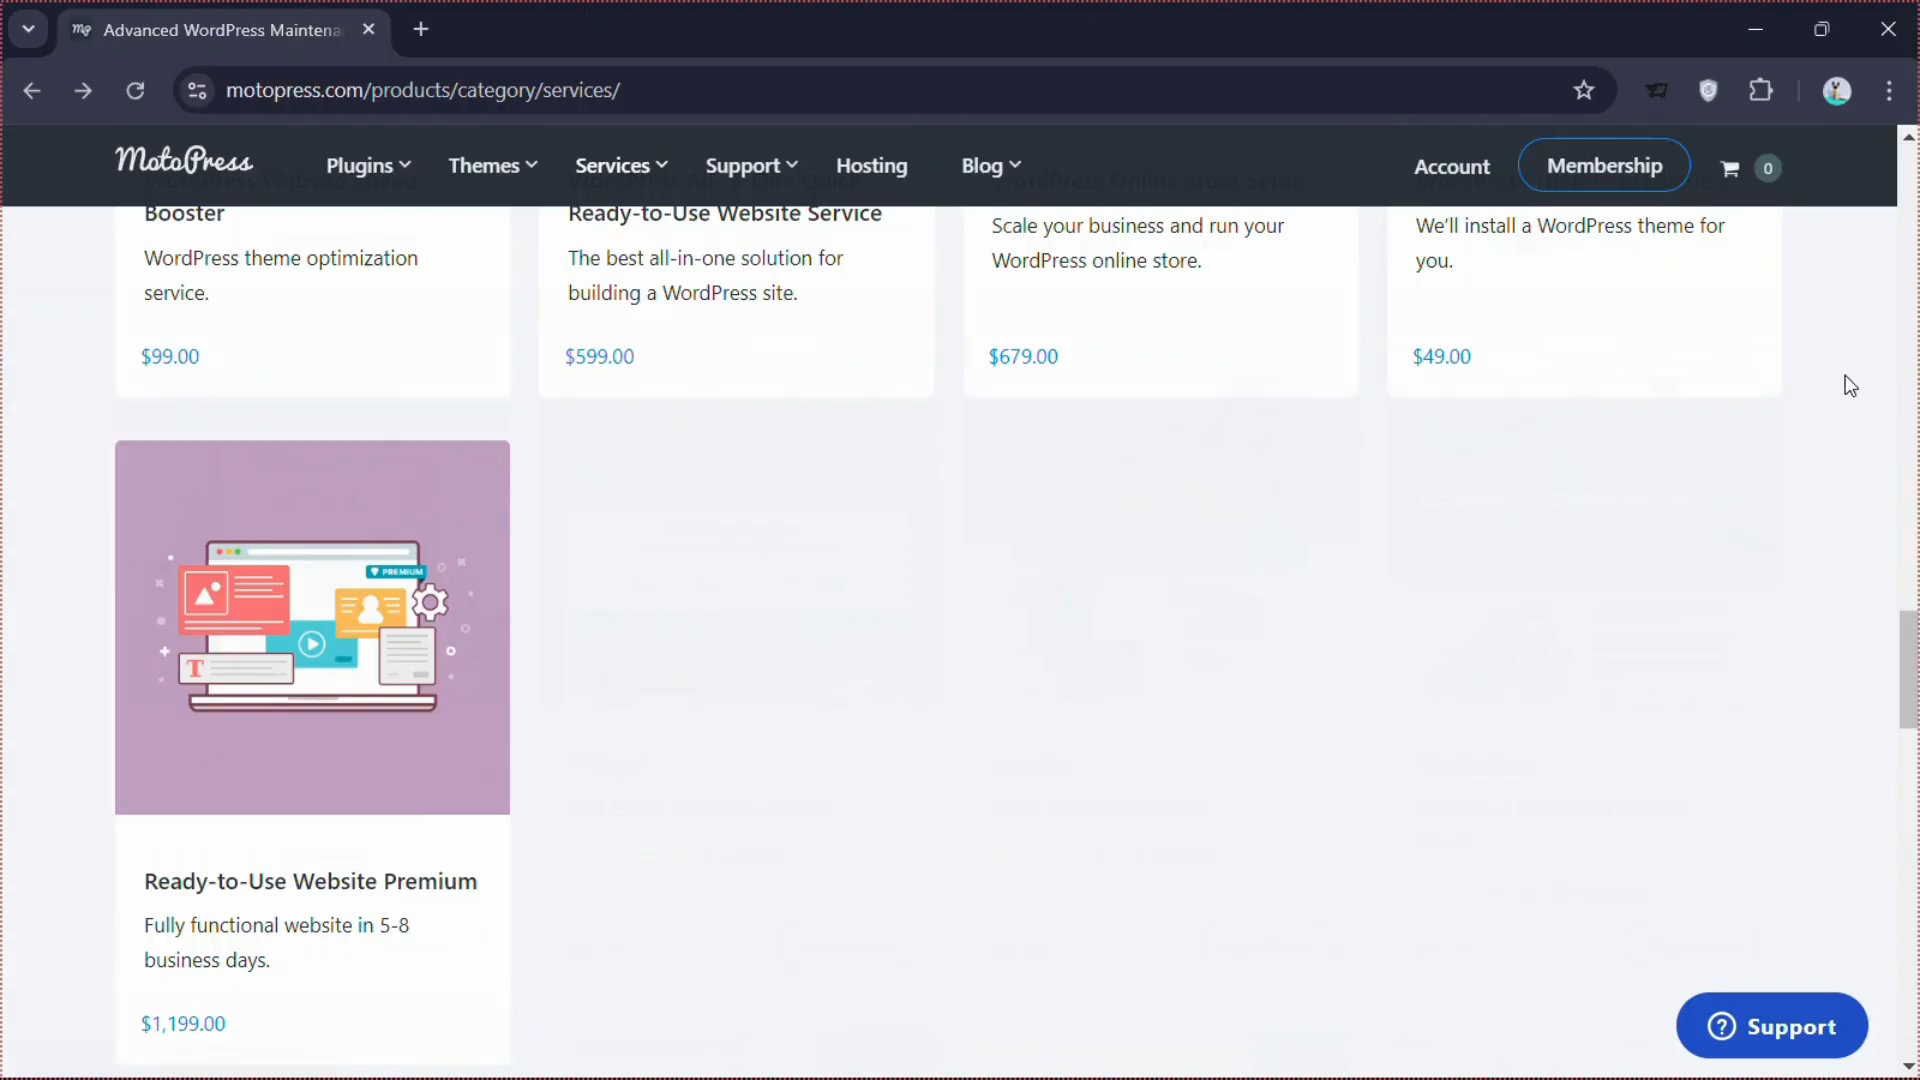 Advanced WordPress Maintena
motopress.com/products/category/services/
MotoPress
Plugins
Themes
Services
Support
Hosting
Blog
Account
Membership
0
Booster
WordPress theme optimization
service.
$99.00
Ready-to-Use Website Service
The best all-in-one solution for
building a WordPress site.
$599.00
Scale your business and run your
WordPress online store.
$679.00
We'll install a WordPress theme for
you.
$49.00
PREMIUM
T
Ready-to-Use Website Premium
Fully functional website in 5-8
business days.
$1,199.00
? Support